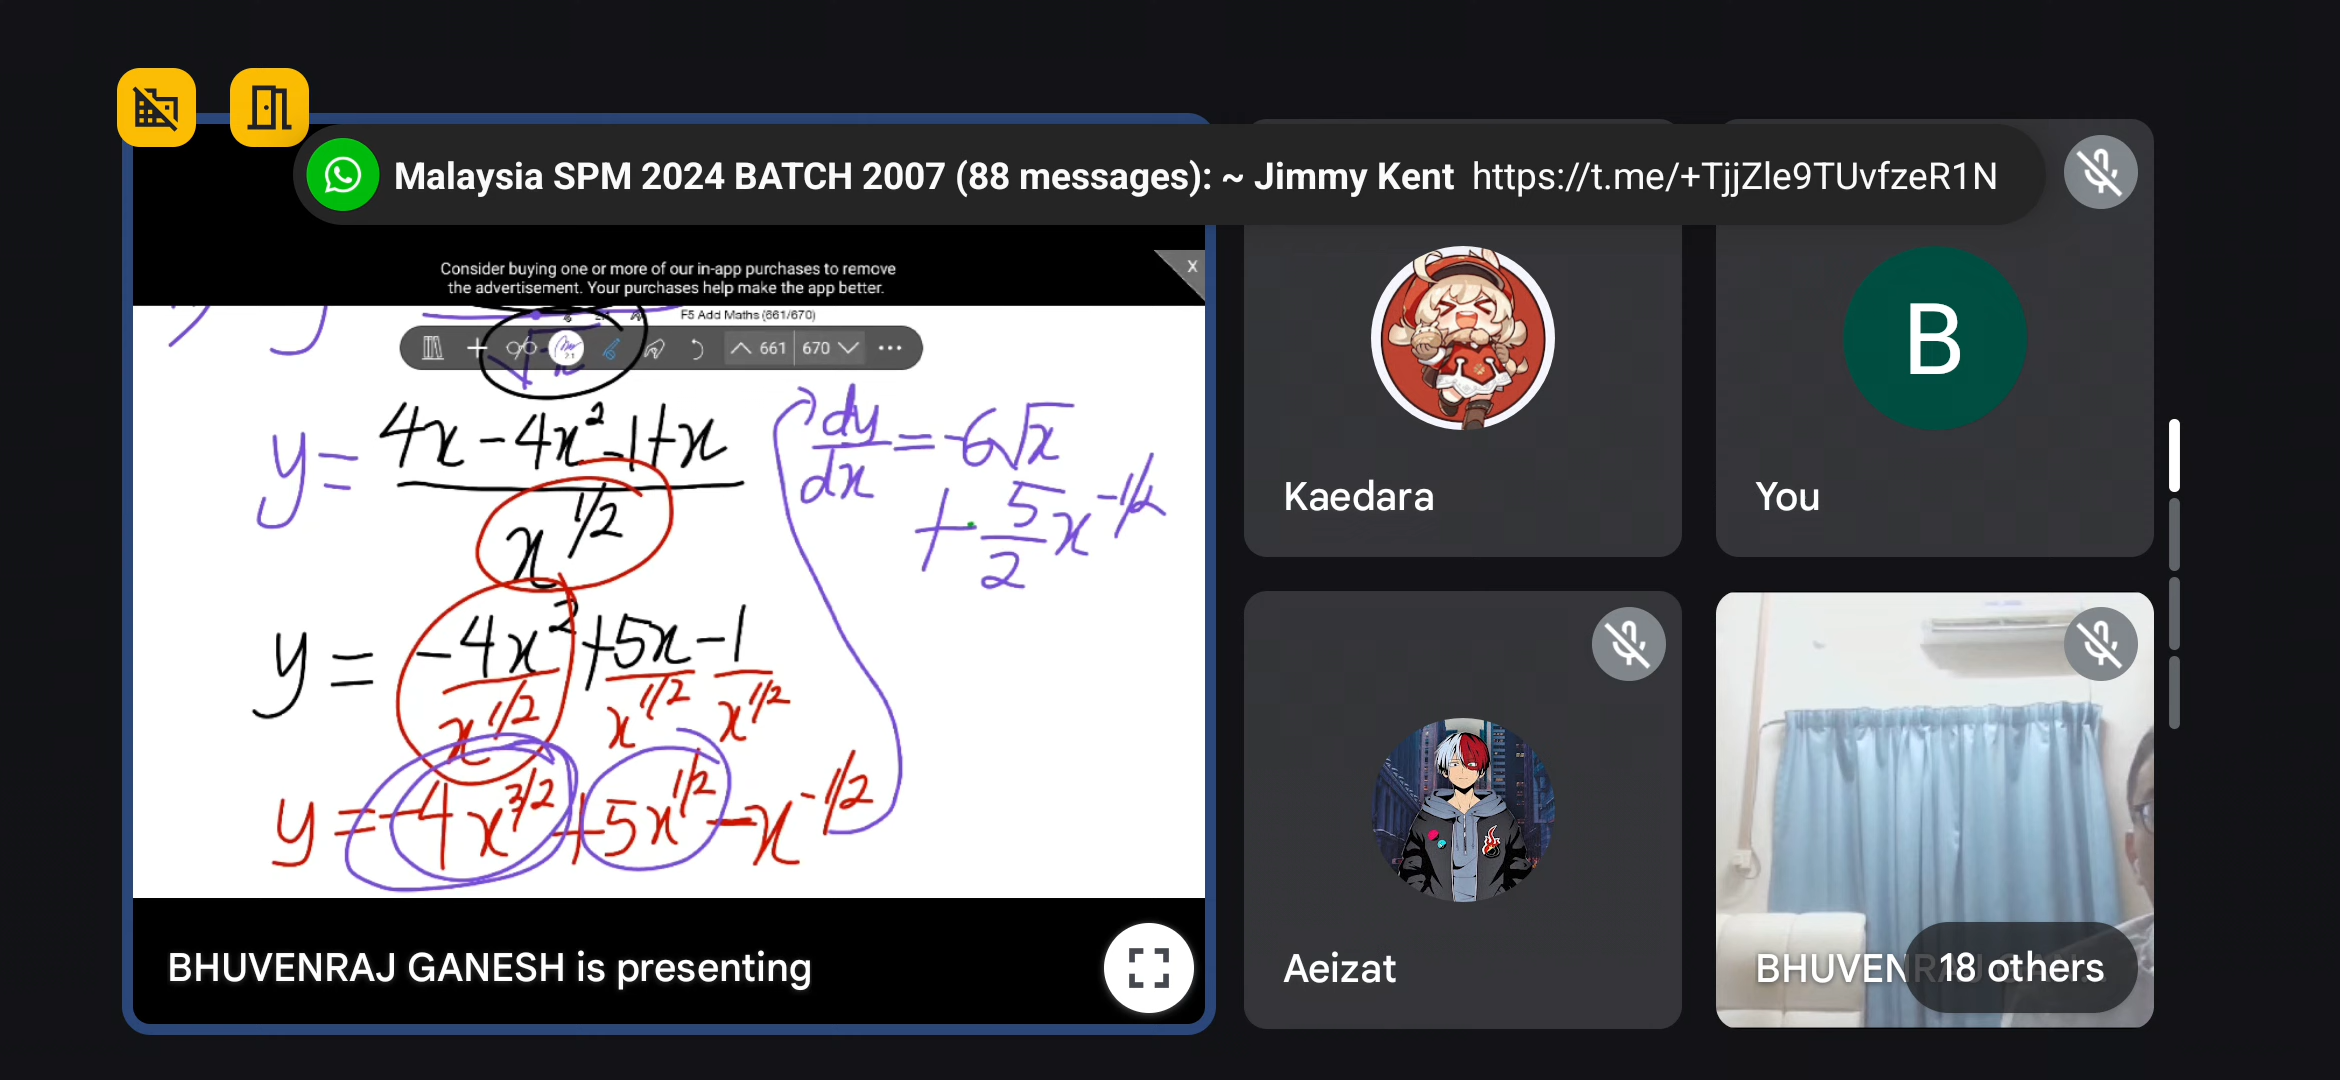 Malaysia SPM 2024 BATCH 2007 (88 messages): ~ Jimmy Kent https://t.me/+TjjZle9TUvfzeR1N
Consider buying one or more of our in-app purchases to remove
the advertisement. Your purchases help make the app better.
X
F5 Add Maths (661/670)
661 670
y = (4x - 4x² - 1 + x) / x^1/2
dy/dx = -6√x
+ 5/2 x^-1/2
y = -4x²/x^1/2 + 5x/x^1/2 - 1/x^1/2
y = -4x^3/2 + 5x^1/2 - x^-1/2
BHUVENRAJ GANESH is presenting
Kaedara
B
You
Aeizat
BHUVENRAJ
18 others